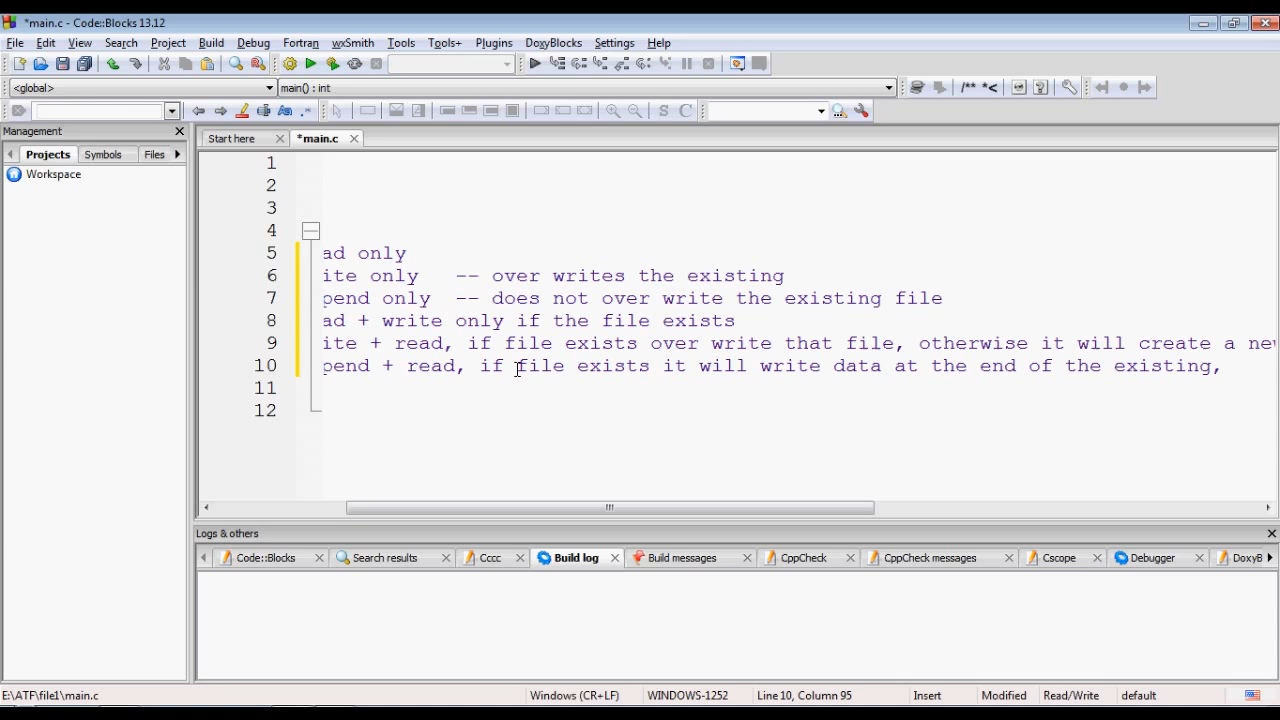 *main.c - Code::Blocks 13.12
File Edit View Search Project Build Debug Fortran wxSmith Tools Tools+ Plugins DoxyBlocks Settings Help
<global> main() : int
/** *<
S C
Management
Start here *main.c
Projects Symbols Files
Workspace
1
2
3
4
5 ad only
6 ite only -- over writes the existing
7 pend only -- does not over write the existing file
8 ad + write only if the file exists
9 ite + read, if file exists over write that file, otherwise it will create a new
10 pend + read, if file exists it will write data at the end of the existing,
11
12
Logs & others
Code::Blocks Search results Cccc Build log Build messages CppCheck CppCheck messages Cscope Debugger DoxyB
E:\ATF\file1\main.c Windows (CR+LF) WINDOWS-1252 Line 10, Column 95 Insert Modified Read/Write default